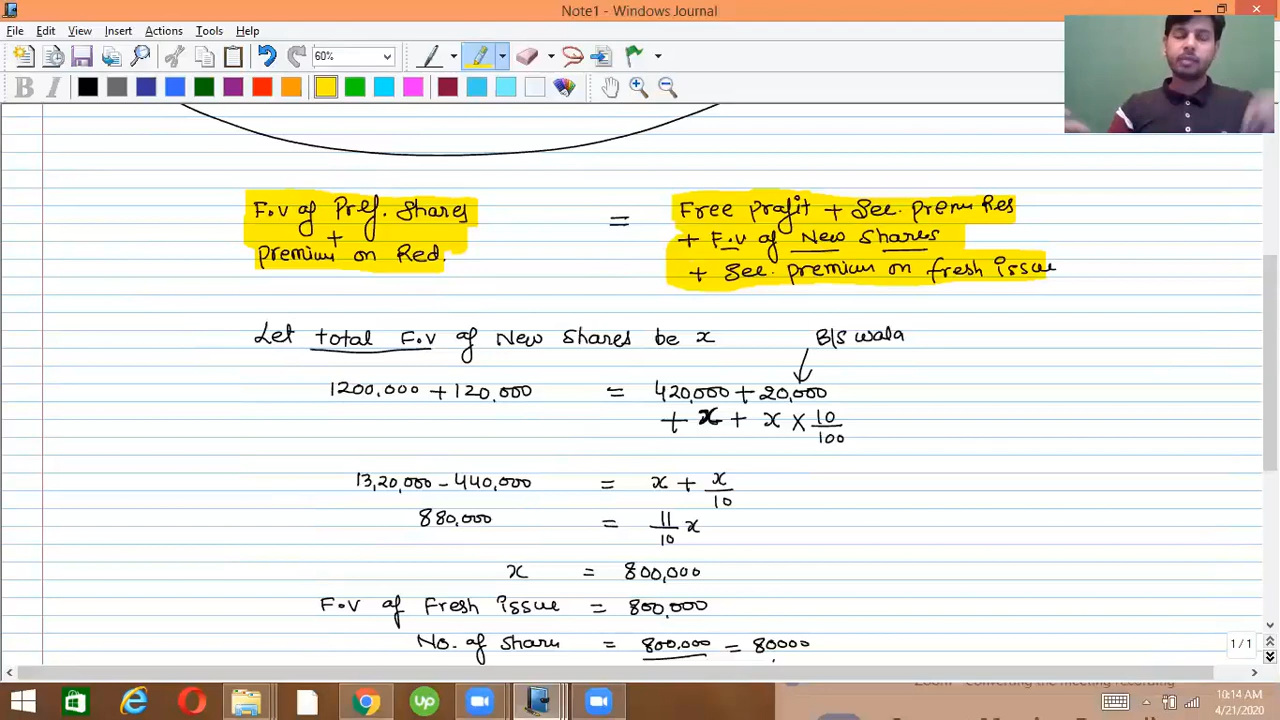 Note1 - Windows Journal
File Edit View Insert Actions Tools Help
60%
B I
F.v of Pref. Shares = Free profit + Sec. premu Res
+ + F.v of New Shares
premium on Red. + Sec. premium on fresh issue
Let total F.v of New Shares be x B/S wala
1200,000 + 120,000 = 420,000 + 20,000
+ x + x × 10/100
13,20,000 - 440,000 = x + x/10
880,000 = 11/10 x
x = 800,000
F.v of Fresh issue = 800,000
No. of share = 800,000 = 80000
1/1
up
10:14 AM
4/21/2020